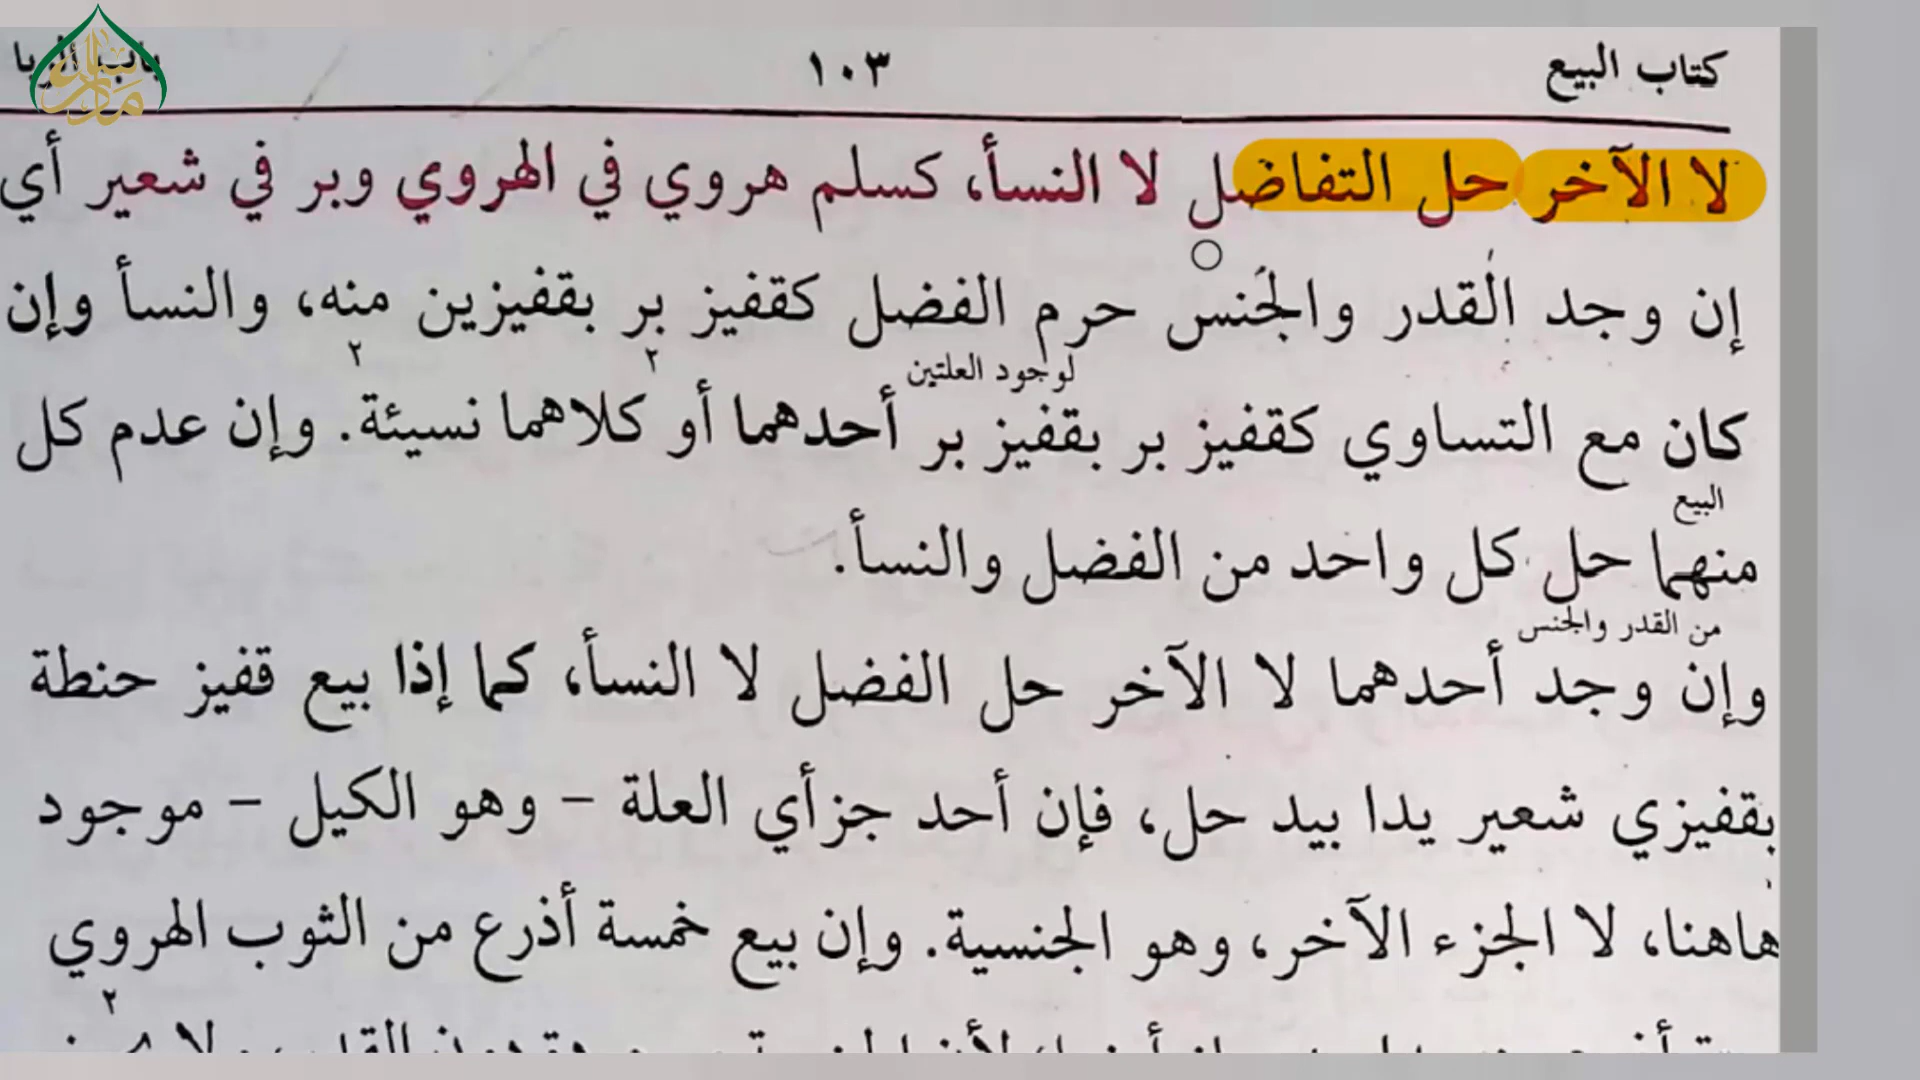 كتاب البيع ١٠٣ باب الربا
لا الآخر حل التفاضل لا النسأ، كسلم هروي في الهروي وبر في شعير أي
إن وجد القدر والجنس حرم الفضل كقفيز بر بقفيزين منه، والنسأ وإن
٢ ٢
لوجود العلتين
كان مع التساوي كقفيز بر بقفيز بر أحدهما أو كلاهما نسيئة. وإن عدم كل
البيع
منهما حل كل واحد من الفضل والنسأ.
من القدر والجنس
وإن وجد أحدهما لا الآخر حل الفضل لا النسأ، كما إذا بيع قفيز حنطة
بقفيزي شعير يدا بيد حل، فإن أحد جزأي العلة – وهو الكيل – موجود
هاهنا، لا الجزء الآخر، وهو الجنسية. وإن بيع خمسة أذرع من الثوب الهروي
٢